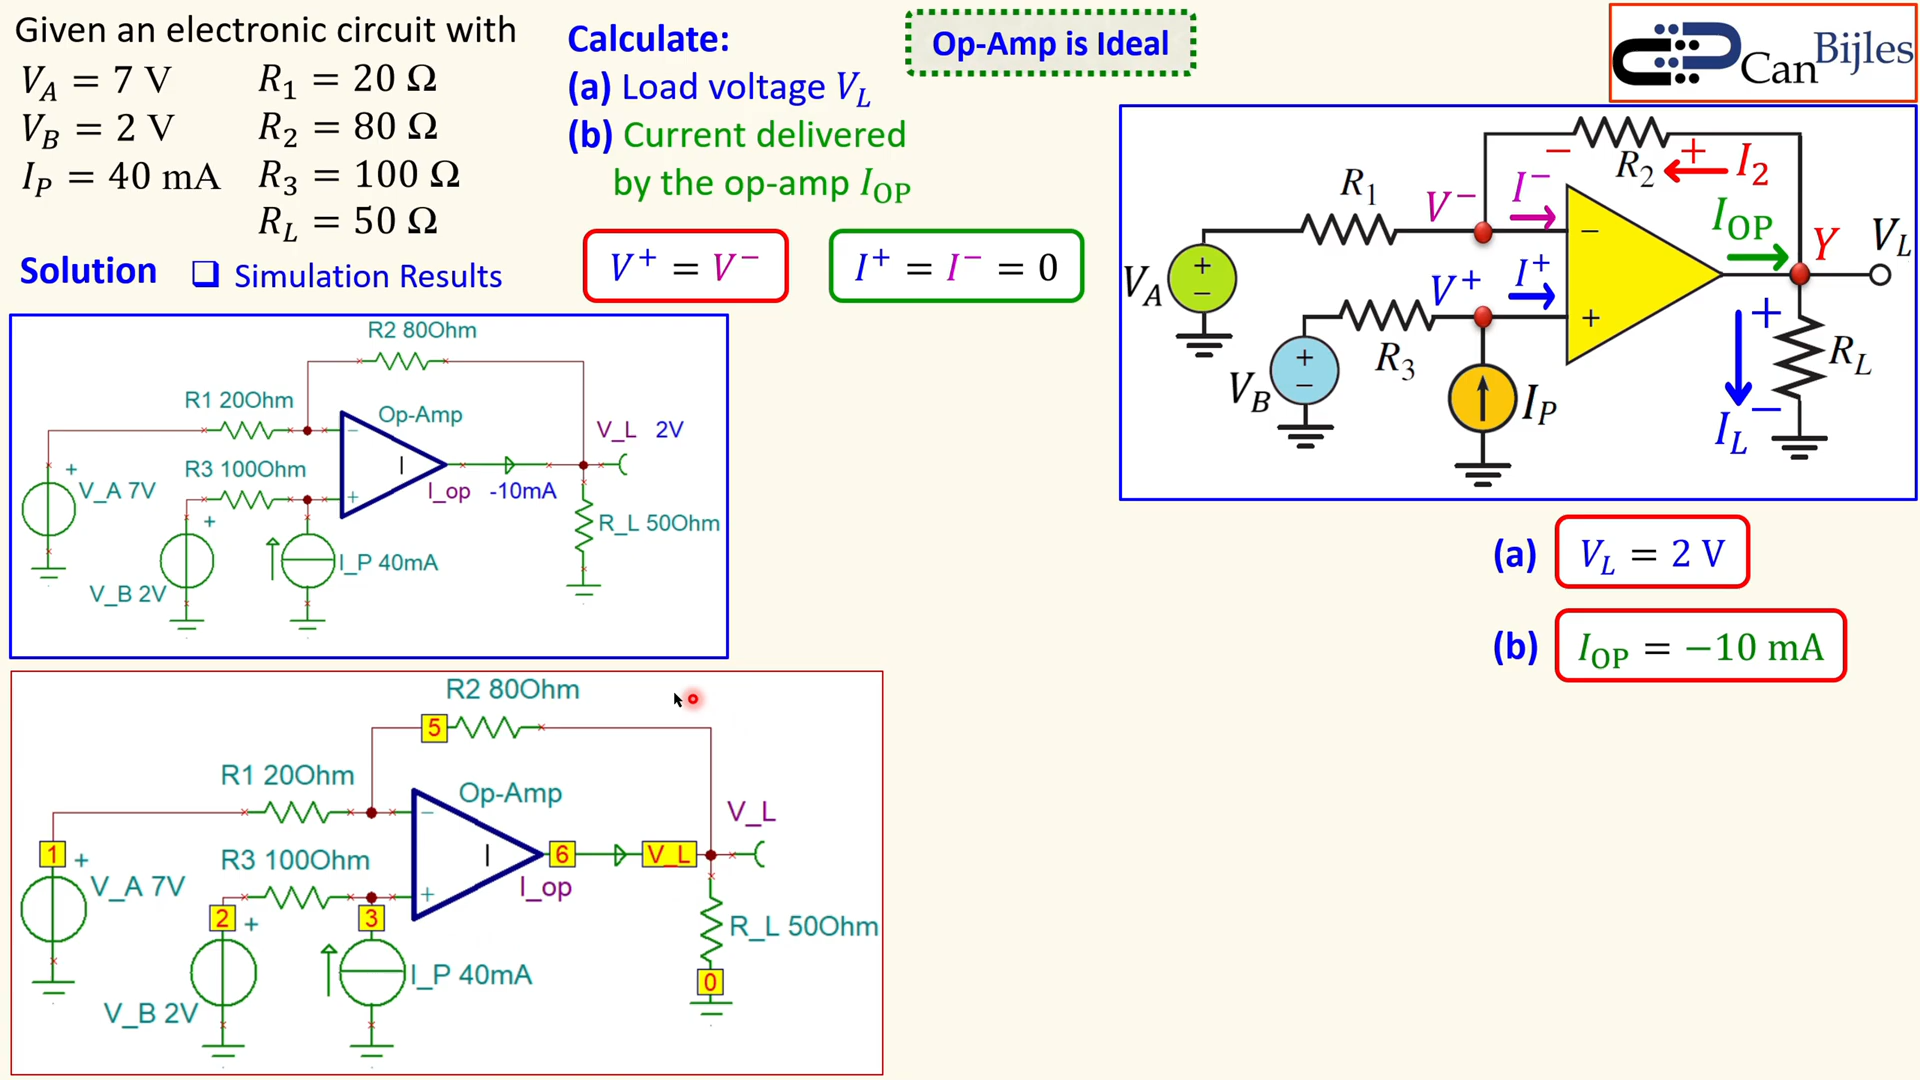 Given an electronic circuit with
V_A = 7 V
R_1 = 20 Ω
V_B = 2 V
R_2 = 80 Ω
I_P = 40 mA
R_3 = 100 Ω
R_L = 50 Ω
Calculate:
(a) Load voltage V_L
(b) Current delivered
by the op-amp I_OP
Op-Amp is Ideal
Can Bijles
V⁺ = V⁻
I⁺ = I⁻ = 0
Solution
❑ Simulation Results
R2 80Ohm
R1 20Ohm
Op-Amp
V_L 2V
R3 100Ohm
V_A 7V
I_op -10mA
R_L 50Ohm
I_P 40mA
V_B 2V
+
+
−
+
I
R_1
R_2
− + I_2
V⁻
I⁻
I_OP
Y
V_L
V_A
+
−
−
V⁺
I⁺
+
+
R_3
R_L
V_B
+
−
I_P
I_L
−
(a) V_L = 2 V
(b) I_OP = −10 mA
R2 80Ohm
5
R1 20Ohm
Op-Amp
V_L
1
+
−
I
6
V_L
V_A 7V
R3 100Ohm
+
I_op
2
+
3
R_L 50Ohm
I_P 40mA
0
V_B 2V